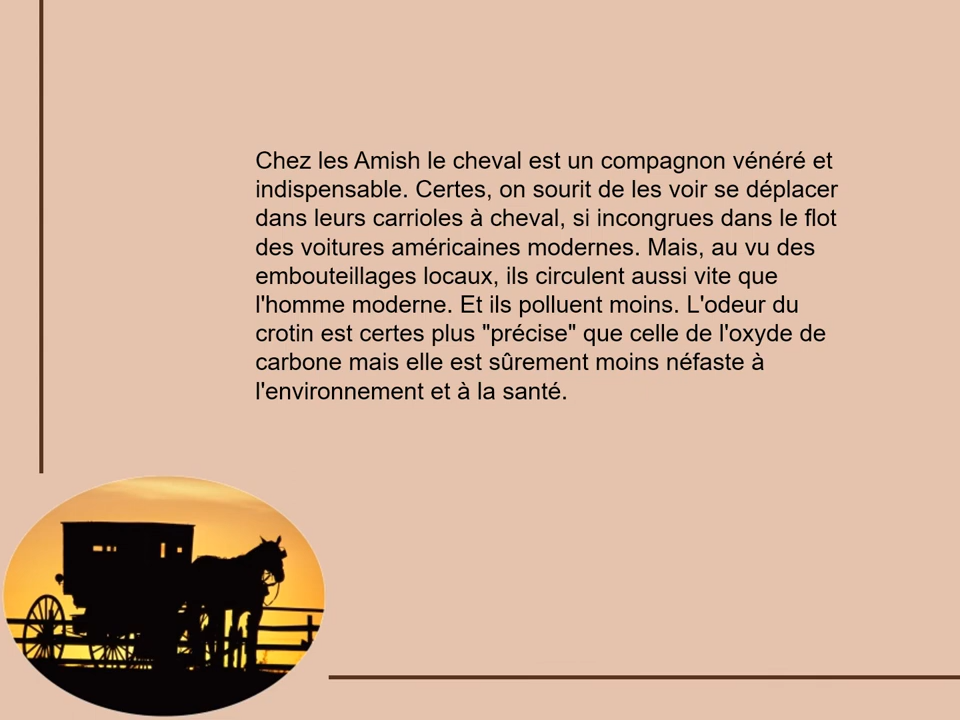 Chez les Amish le cheval est un compagnon vénéré et
indispensable. Certes, on sourit de les voir se déplacer
dans leurs carrioles à cheval, si incongrues dans le flot
des voitures américaines modernes. Mais, au vu des
embouteillages locaux, ils circulent aussi vite que
l'homme moderne. Et ils polluent moins. L'odeur du
crotin est certes plus "précise" que celle de l'oxyde de
carbone mais elle est sûrement moins néfaste à
l'environnement et à la santé.